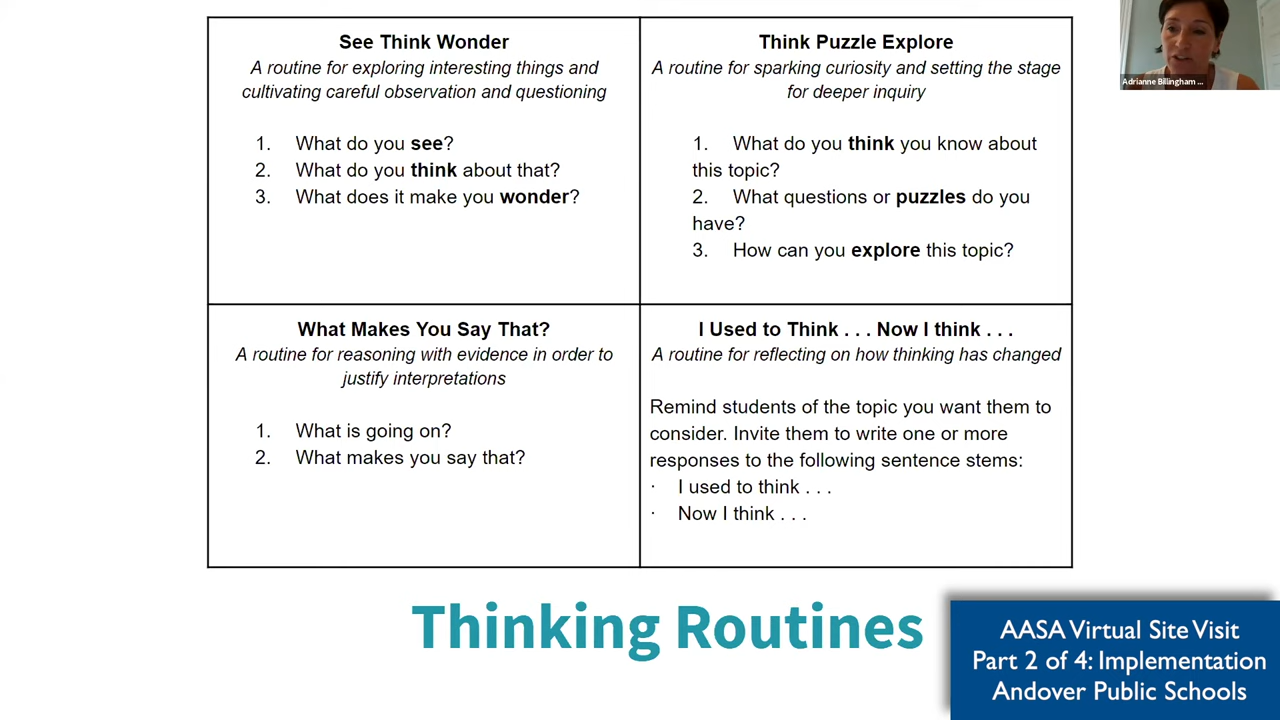 See Think Wonder
A routine for exploring interesting things and
cultivating careful observation and questioning
1. What do you see?
2. What do you think about that?
3. What does it make you wonder?
Think Puzzle Explore
A routine for sparking curiosity and setting the stage
for deeper inquiry
1. What do you think you know about
this topic?
2. What questions or puzzles do you
have?
3. How can you explore this topic?
What Makes You Say That?
A routine for reasoning with evidence in order to
justify interpretations
1. What is going on?
2. What makes you say that?
I Used to Think . . . Now I think . . .
A routine for reflecting on how thinking has changed
Remind students of the topic you want them to
consider. Invite them to write one or more
responses to the following sentence stems:
· I used to think . . .
· Now I think . . .
Thinking Routines
Adrianne Billingham ...
AASA Virtual Site Visit
Part 2 of 4: Implementation
Andover Public Schools